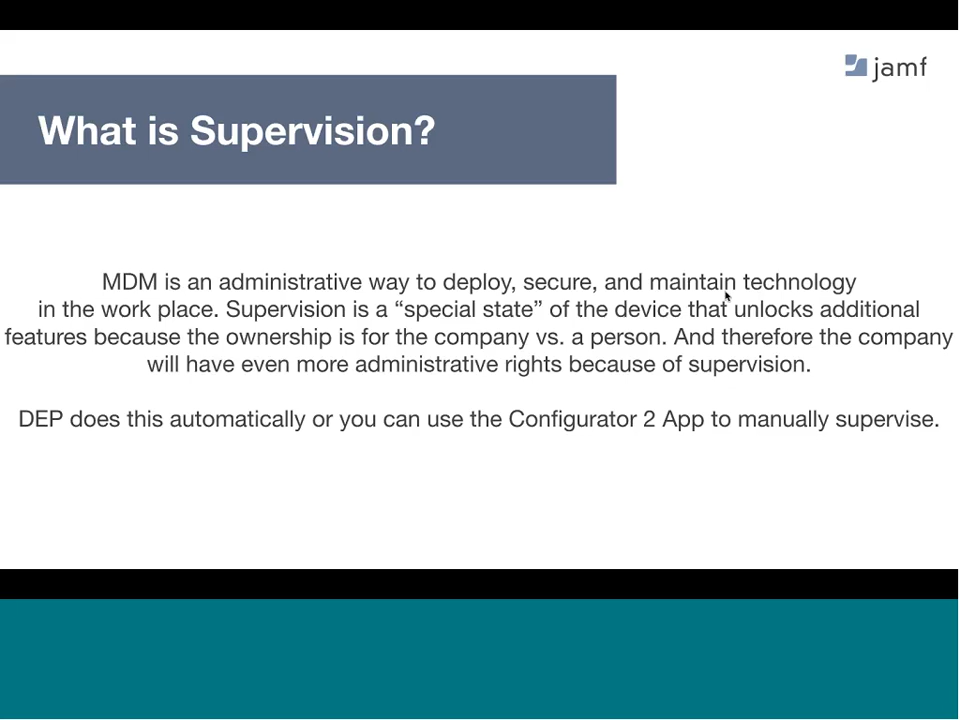 jamf
What is Supervision?
MDM is an administrative way to deploy, secure, and maintain technology
in the work place. Supervision is a “special state” of the device that unlocks additional
features because the ownership is for the company vs. a person. And therefore the company
will have even more administrative rights because of supervision.
DEP does this automatically or you can use the Configurator 2 App to manually supervise.